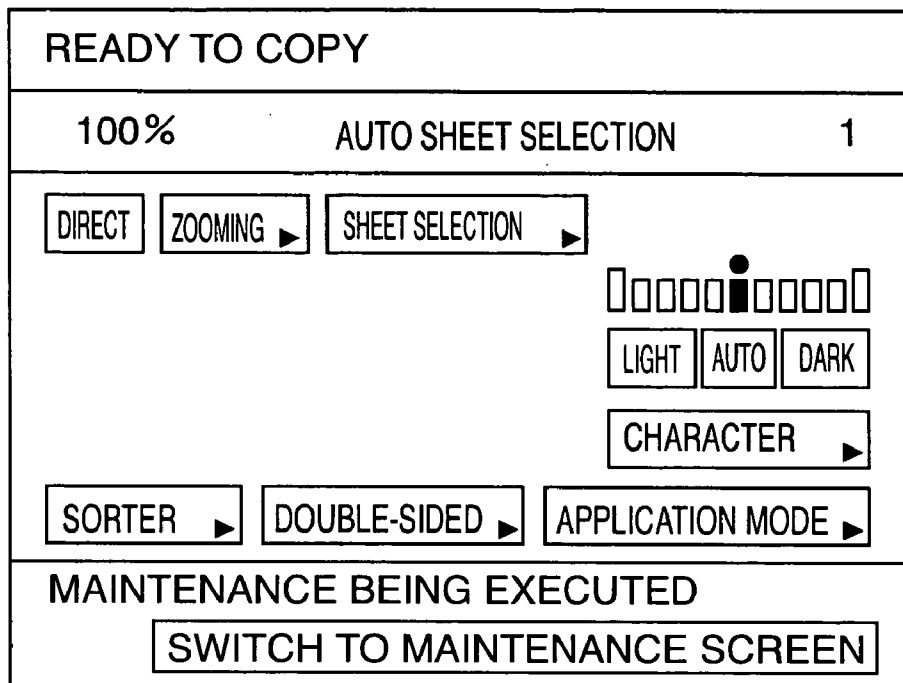 READY TO COPY
100% AUTO SHEET SELECTION 1
DIRECT ZOOMING SHEET SELECTION
LIGHT AUTO DARK
CHARACTER
SORTER DOUBLE-SIDED APPLICATION MODE
MAINTENANCE BEING EXECUTED
SWITCH TO MAINTENANCE SCREEN